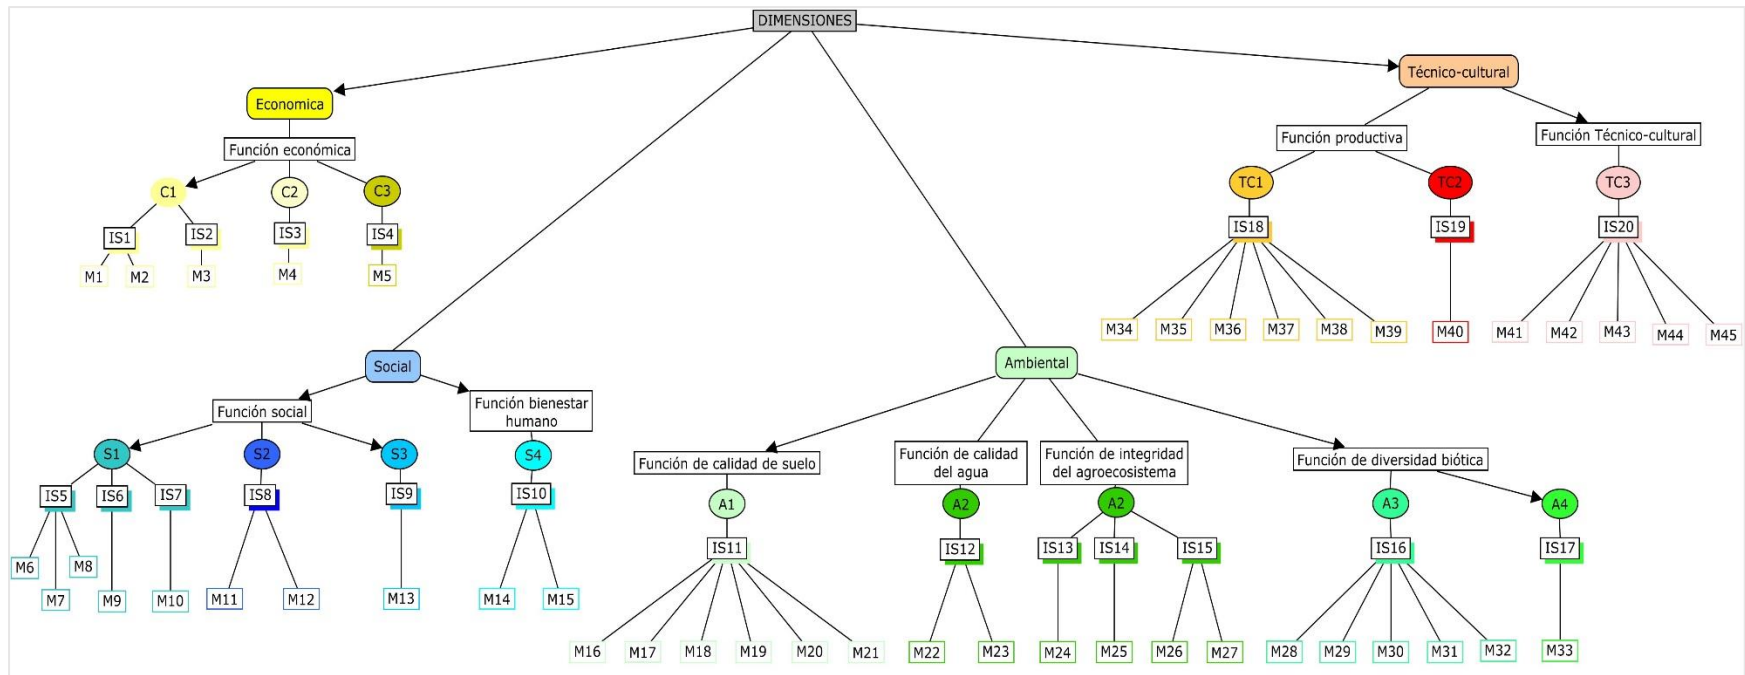 DIMENSIONES
Economica
Función económica
C1
C2
C3
IS1
IS2
IS3
IS4
M1
M2
M3
M4
M5
Técnico-cultural
Función productiva
Función Técnico-cultural
TC1
TC2
TC3
IS18
IS19
IS20
M34
M35
M36
M37
M38
M39
M40
M41
M42
M43
M44
M45
Social
Función social
Función bienestar
humano
S1
S2
S3
S4
IS5
IS6
IS7
IS8
IS9
IS10
M6
M7
M8
M9
M10
M11
M12
M13
M14
M15
Ambiental
Función de calidad de suelo
Función de calidad
del agua
Función de integridad
del agroecosistema
Función de diversidad biótica
A1
A2
A2
A3
A4
IS11
IS12
IS13
IS14
IS15
IS16
IS17
M16
M17
M18
M19
M20
M21
M22
M23
M24
M25
M26
M27
M28
M29
M30
M31
M32
M33